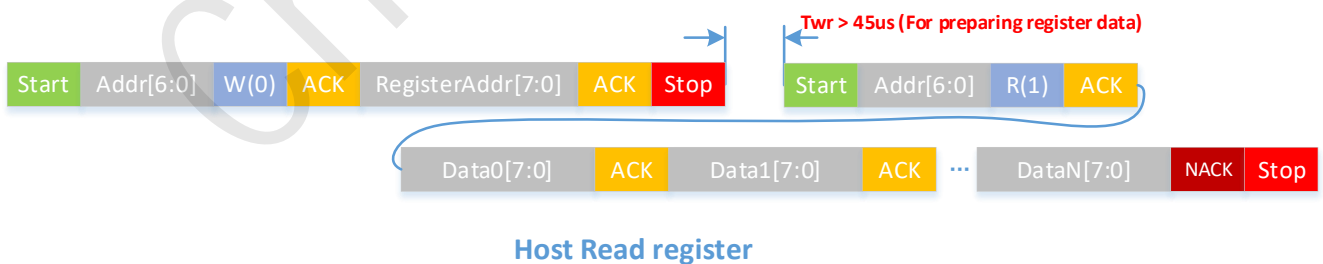 Twr > 45us (For preparing register data)
Start Addr[6:0] W(0) ACK RegisterAddr[7:0] ACK Stop Start Addr[6:0] R(1) ACK
Data0[7:0] ACK Data1[7:0] ACK ... DataN[7:0] NACK Stop
Host Read register